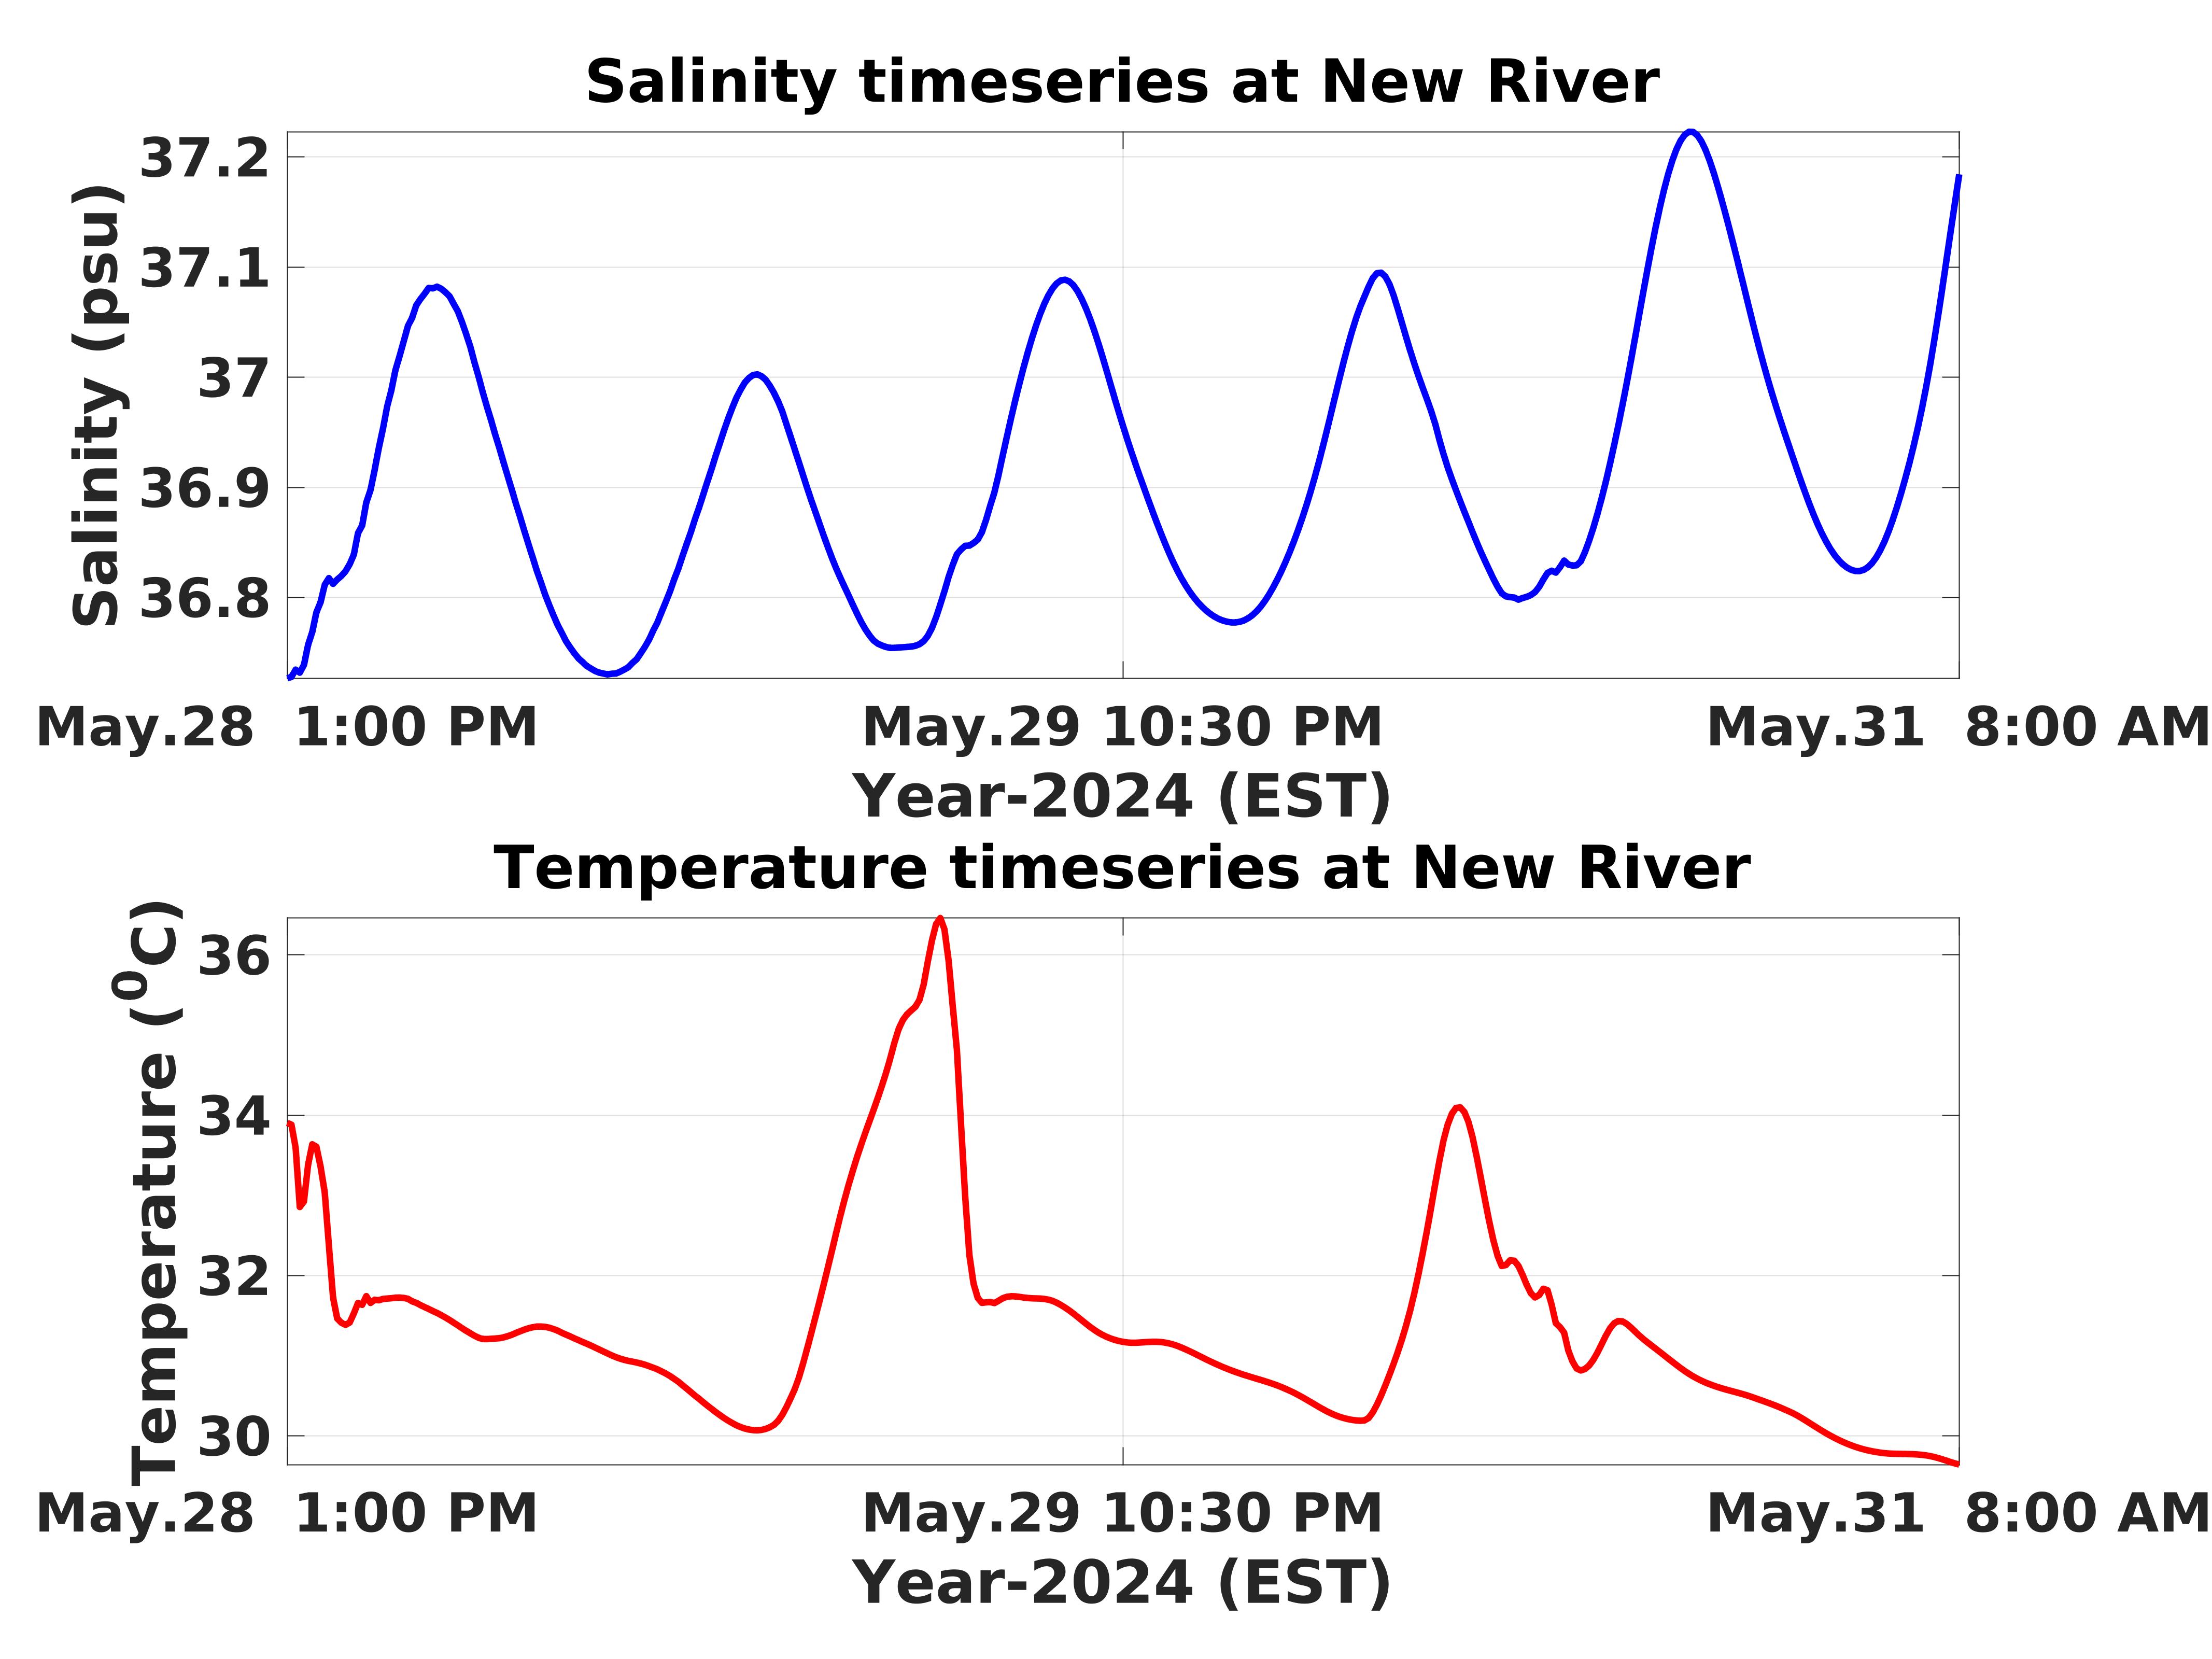 Salinity timeseries at New River
37.2
37.1
37
36.9
36.8
Salinity (psu)
May.28  1:00 PM
May.29 10:30 PM
May.31  8:00 AM
Year-2024 (EST)
Temperature timeseries at New River
36
34
32
30
Temperature (⁰C)
May.28  1:00 PM
May.29 10:30 PM
May.31  8:00 AM
Year-2024 (EST)